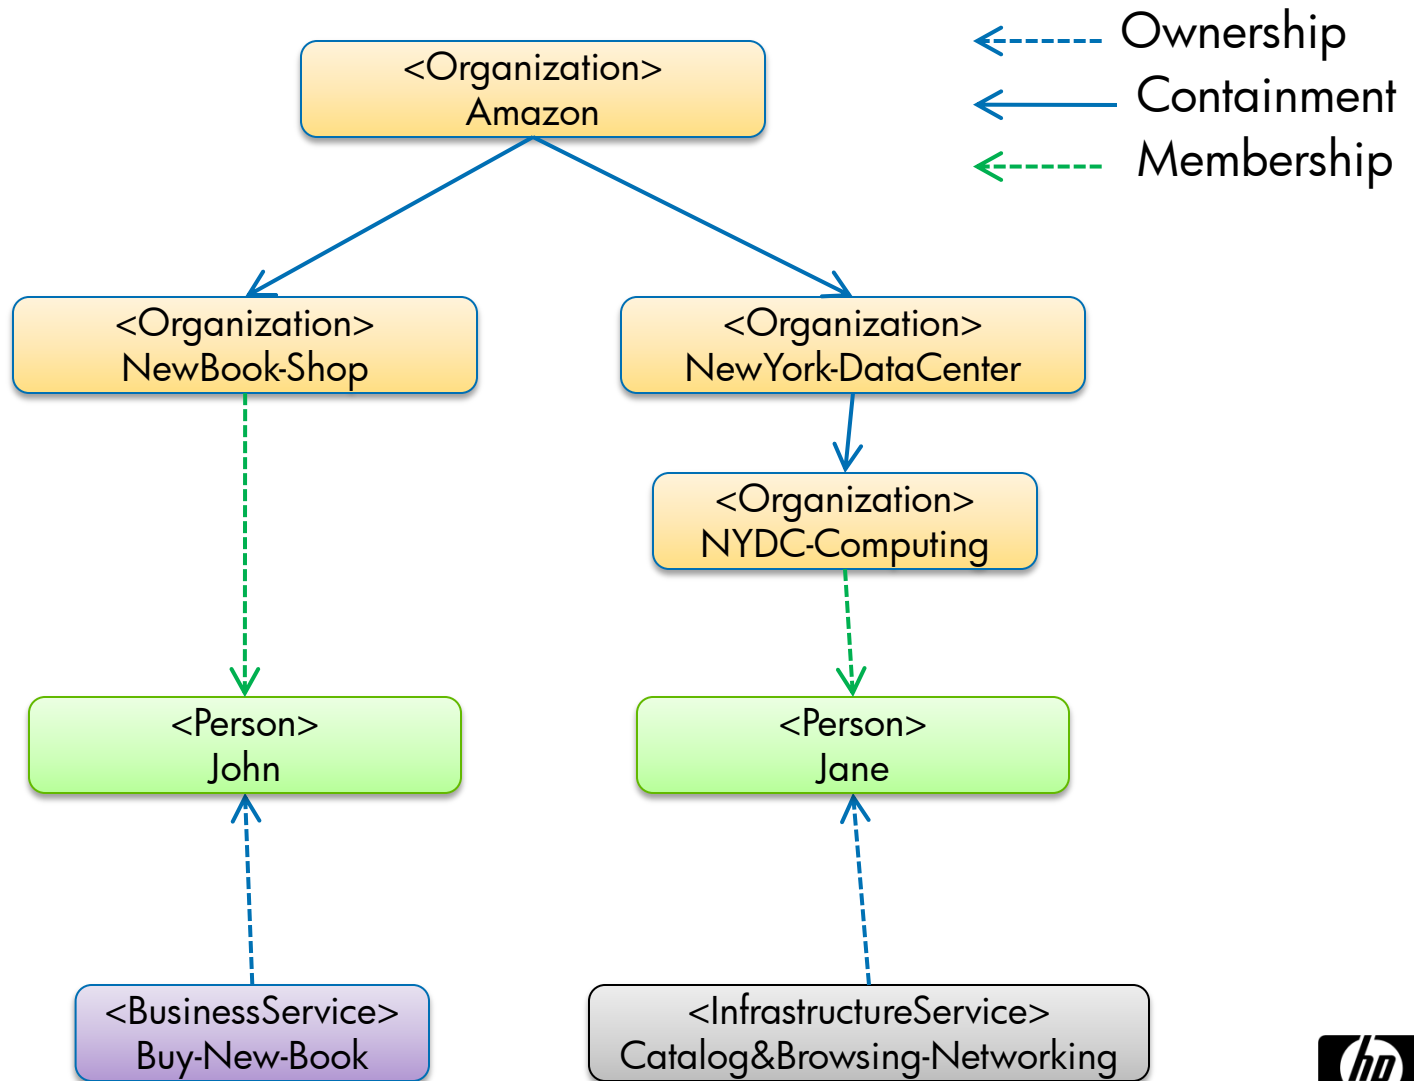 Ownership
Containment
Membership
<Organization>
Amazon
<Organization>
NewBook-Shop
<Organization>
NewYork-DataCenter
<Organization>
NYDC-Computing
<Person>
John
<Person>
Jane
<BusinessService>
Buy-New-Book
<InfrastructureService>
Catalog&Browsing-Networking
hp